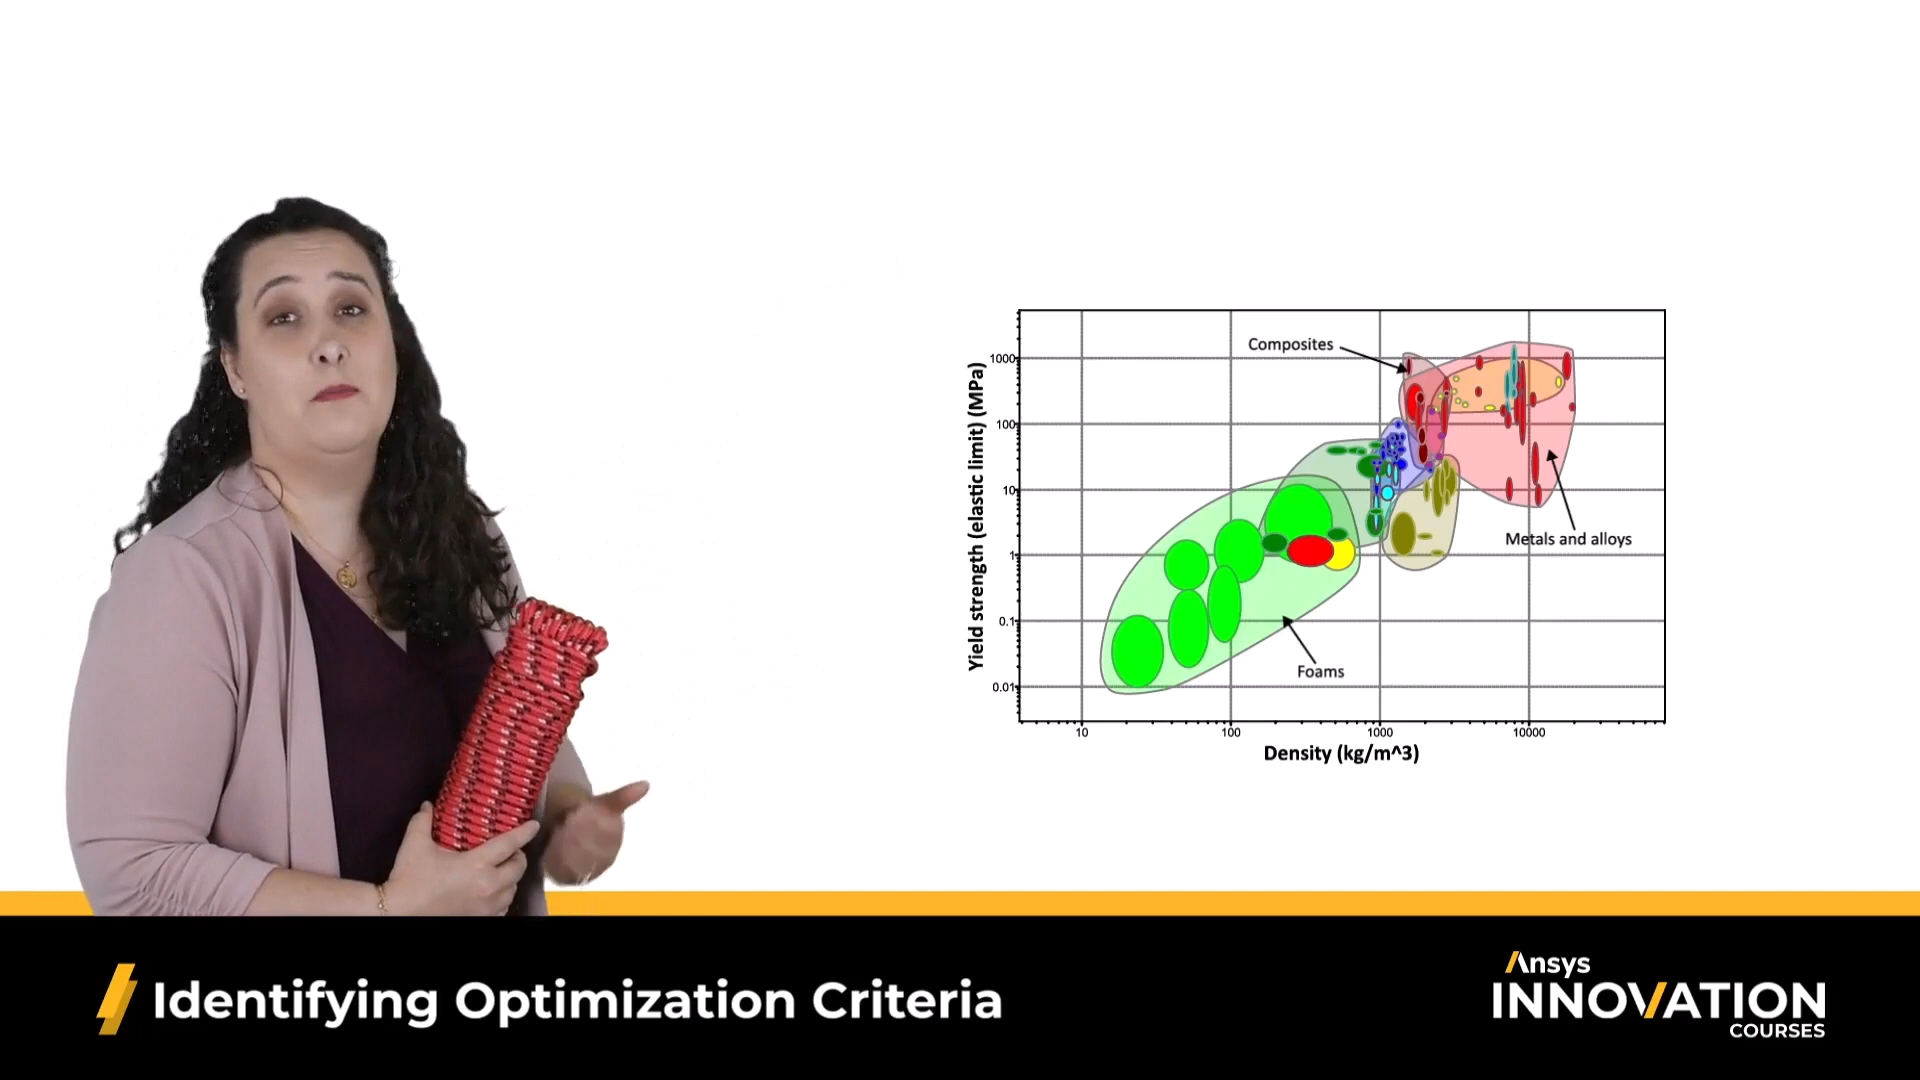 Composites
Metals and alloys
Foams
Yield strength (elastic limit) (MPa)
1000
100
10
1
0.1
0.01
10
100
1000
10000
Density (kg/m^3)
Identifying Optimization Criteria
Ansys
INNOVATION
COURSES